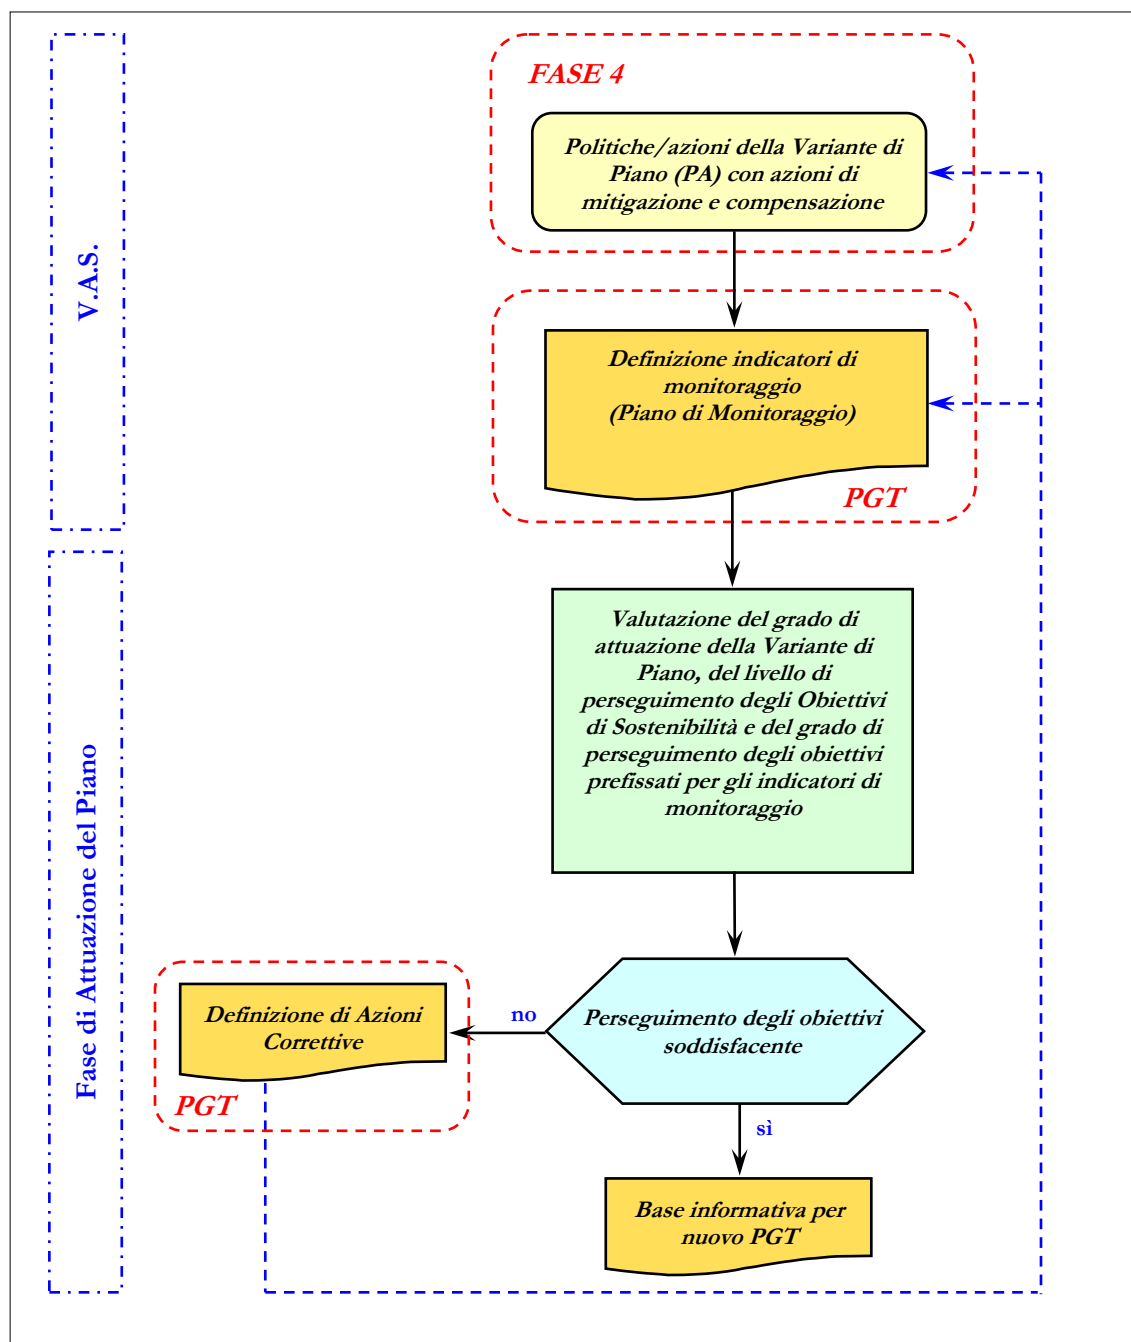 V.A.S.
FASE 4
Politiche/azioni della Variante di
Piano (PA) con azioni di
mitigazione e compensazione
Definizione indicatori di
monitoraggio
(Piano di Monitoraggio)
PGT
Fase di Attuazione del Piano
Valutazione del grado di
attuazione della Variante di
Piano, del livello di
perseguimento degli Obiettivi
di Sostenibilità e del grado di
perseguimento degli obiettivi
prefissati per gli indicatori di
monitoraggio
Perseguimento degli obiettivi
soddisfacente
no
Definizione di Azioni
Correttive
PGT
sì
Base informativa per
nuovo PGT